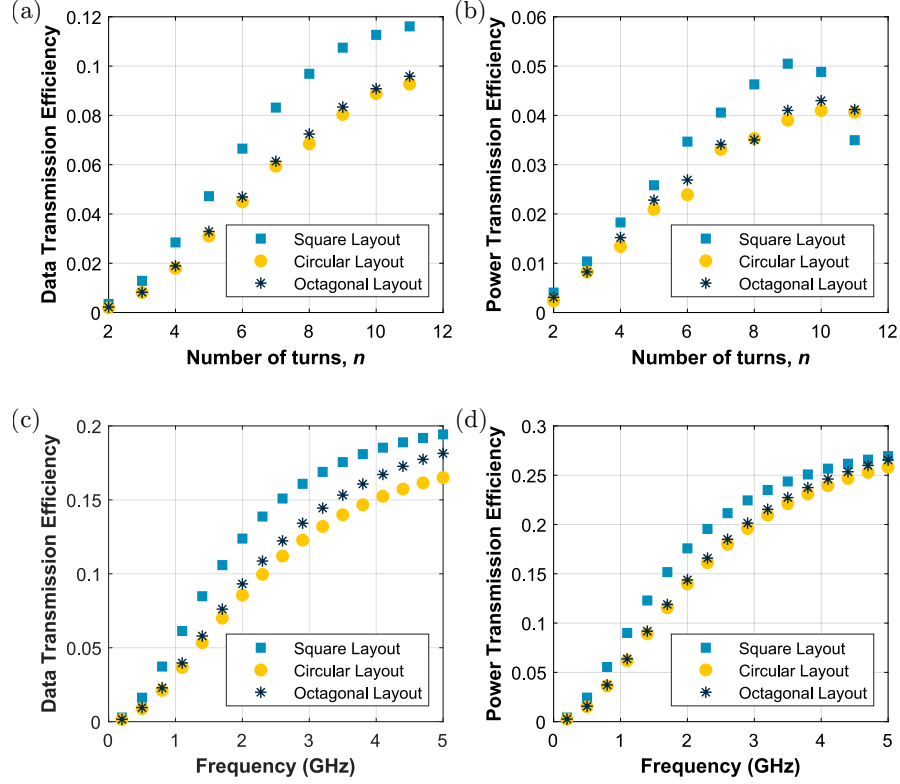 (a)
Data Transmission Efficiency
0.12
0.1
0.08
0.06
0.04
0.02
0
2
4
6
8
10
12
Number of turns, n
Square Layout
Circular Layout
Octagonal Layout
(b)
Power Transmission Efficiency
0.06
0.05
0.04
0.03
0.02
0.01
0
2
4
6
8
10
12
Number of turns, n
Square Layout
Circular Layout
Octagonal Layout
(c)
Data Transmission Efficiency
0.2
0.15
0.1
0.05
0
0
1
2
3
4
5
Frequency (GHz)
Square Layout
Circular Layout
Octagonal Layout
(d)
Power Transmission Efficiency
0.3
0.25
0.2
0.15
0.1
0.05
0
0
1
2
3
4
5
Frequency (GHz)
Square Layout
Circular Layout
Octagonal Layout